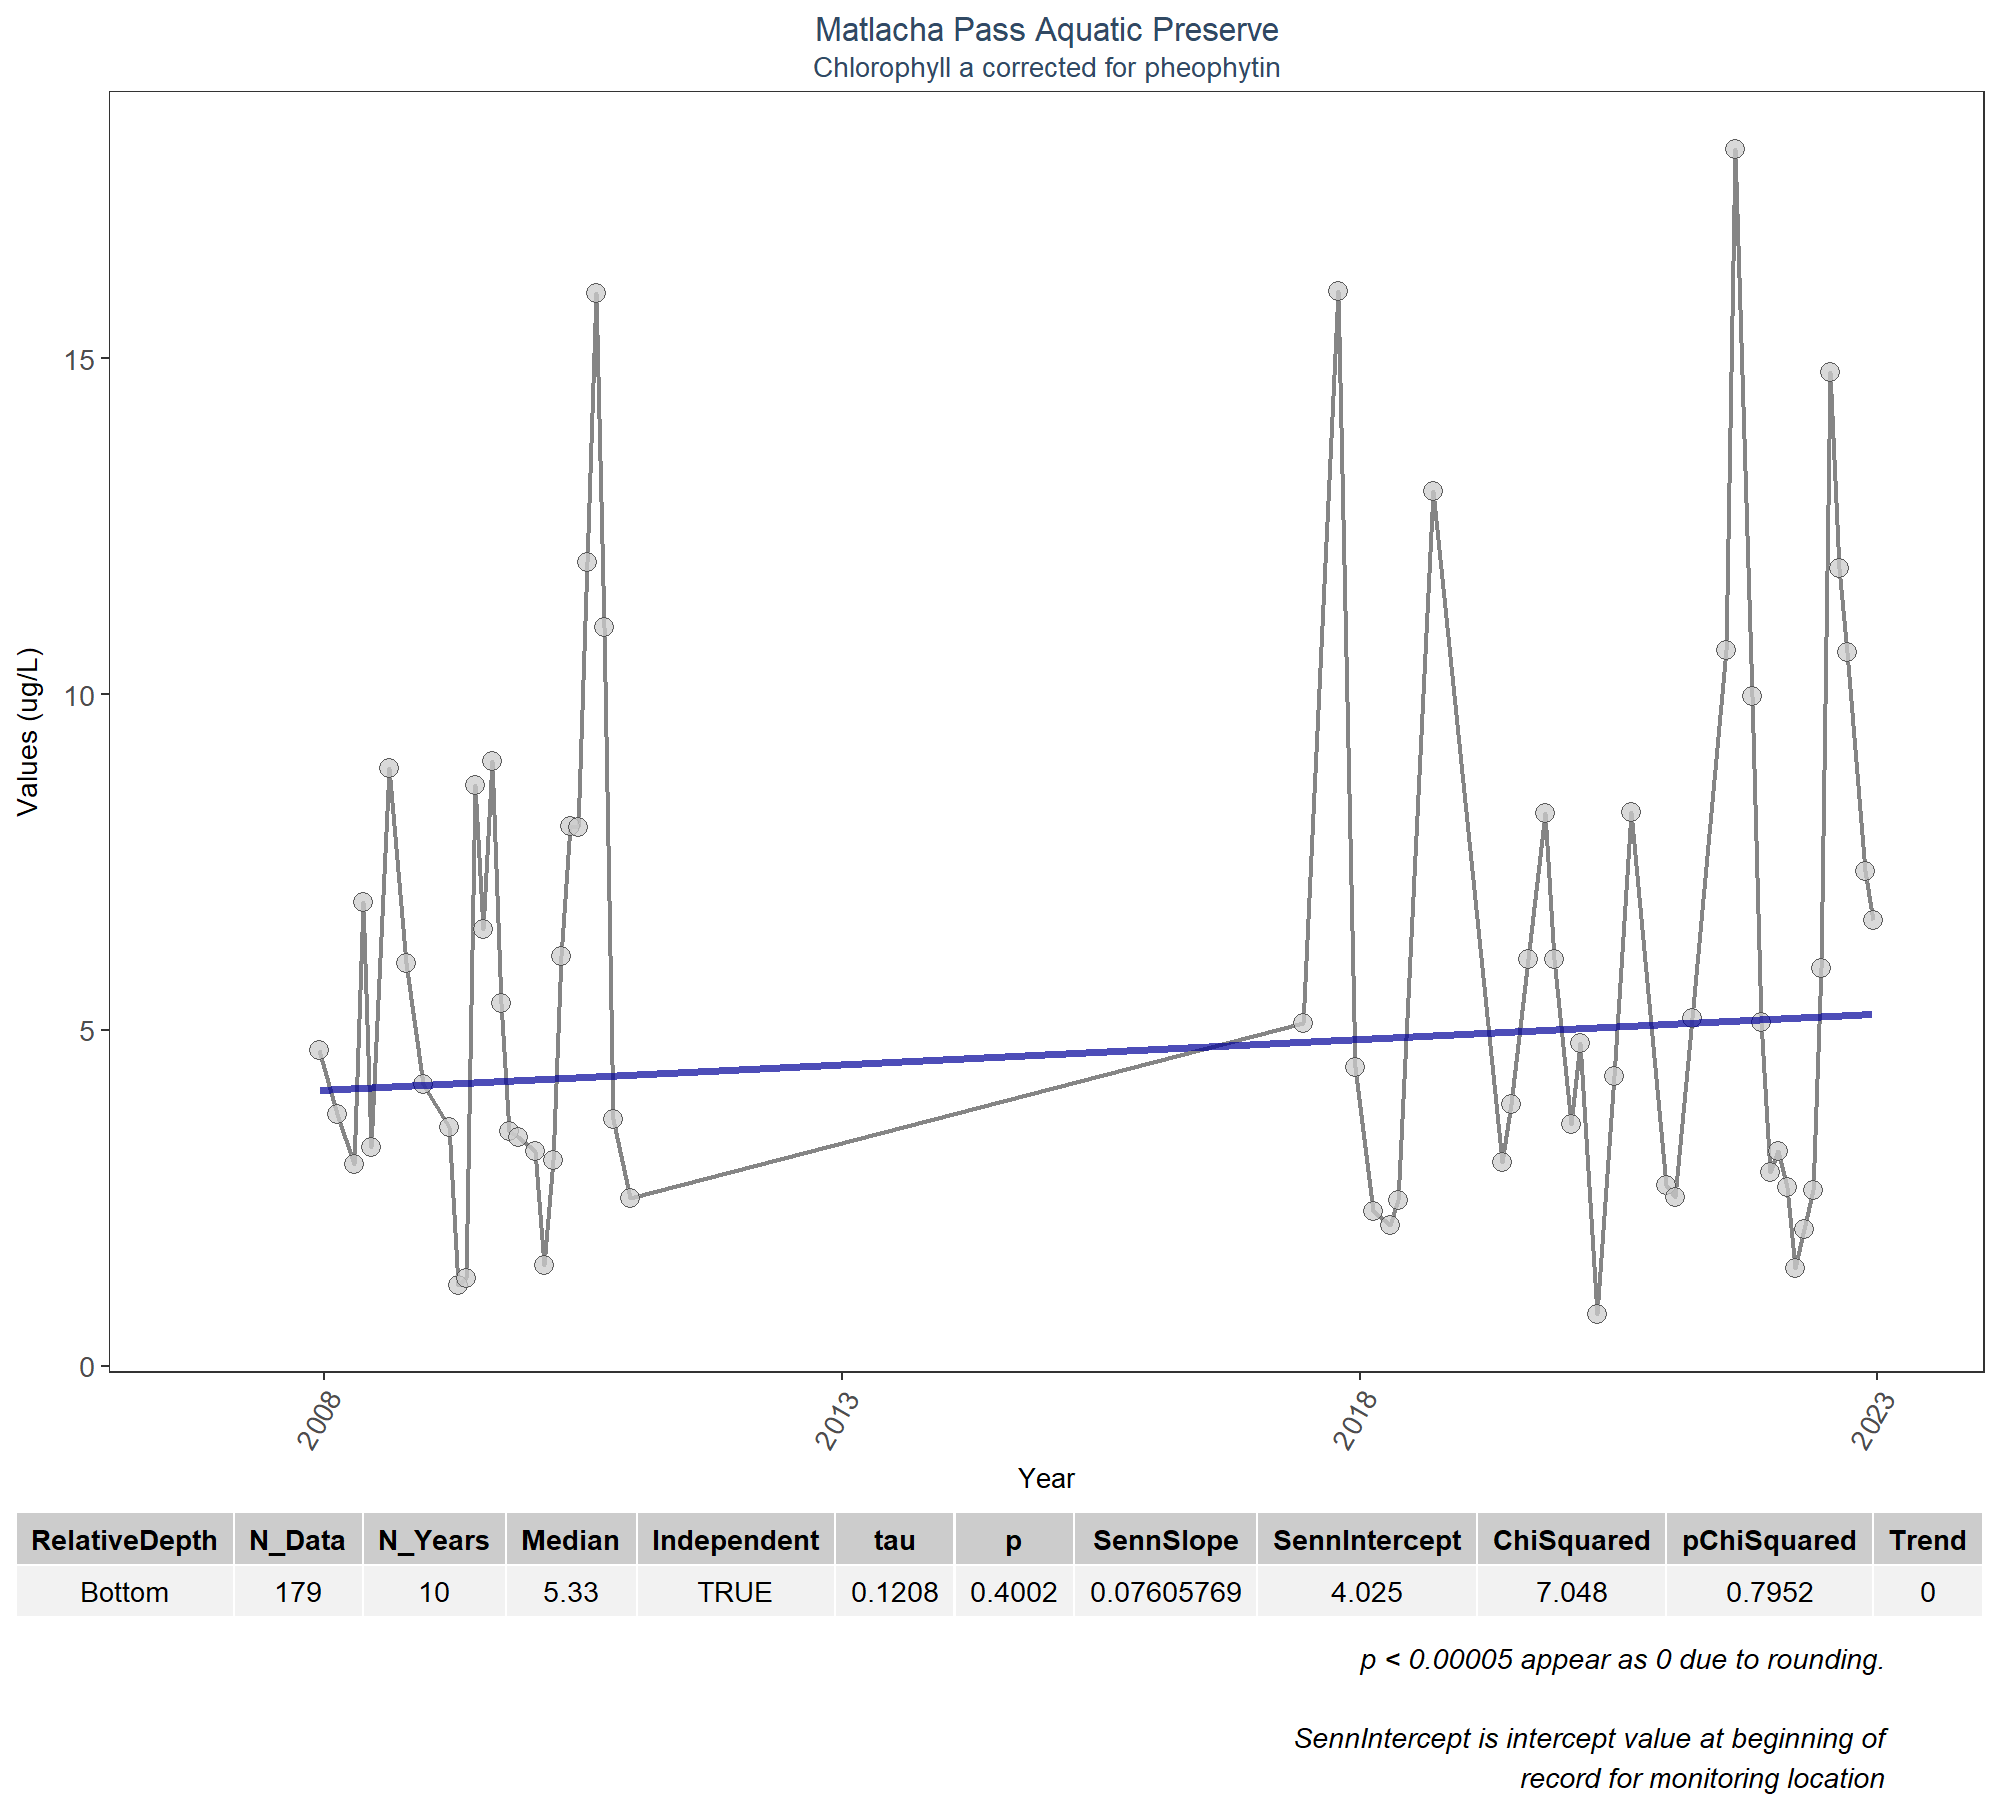 Matlacha Pass Aquatic Preserve
Chlorophyll a corrected for pheophytin
Values (ug/L)
15
10
5
0
2008
2013
2018
2023
Year
RelativeDepth N_Data N_Years Median Independent tau p SennSlope SennIntercept ChiSquared pChiSquared Trend
Bottom 179 10 5.33 TRUE 0.1208 0.4002 0.07605769 4.025 7.048 0.7952 0
p < 0.00005 appear as 0 due to rounding.
SennIntercept is intercept value at beginning of
record for monitoring location